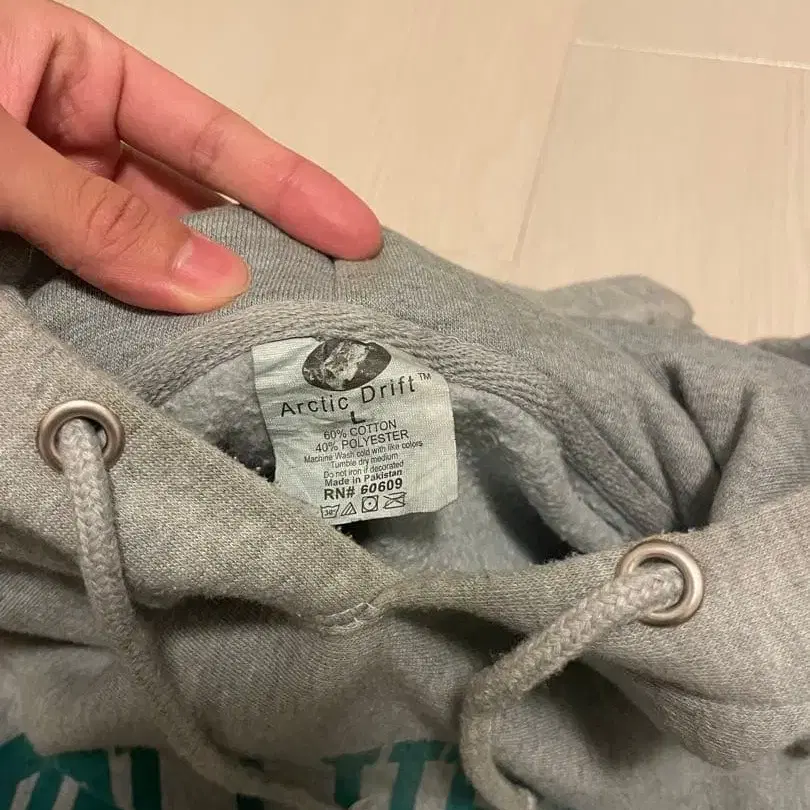 Arctic Drift™
L
60% COTTON
40% POLYESTER
Machine Wash cold with like colors
Tumble dry medium
Do not iron if decorated
Made in Pakistan
RN# 60609
30°